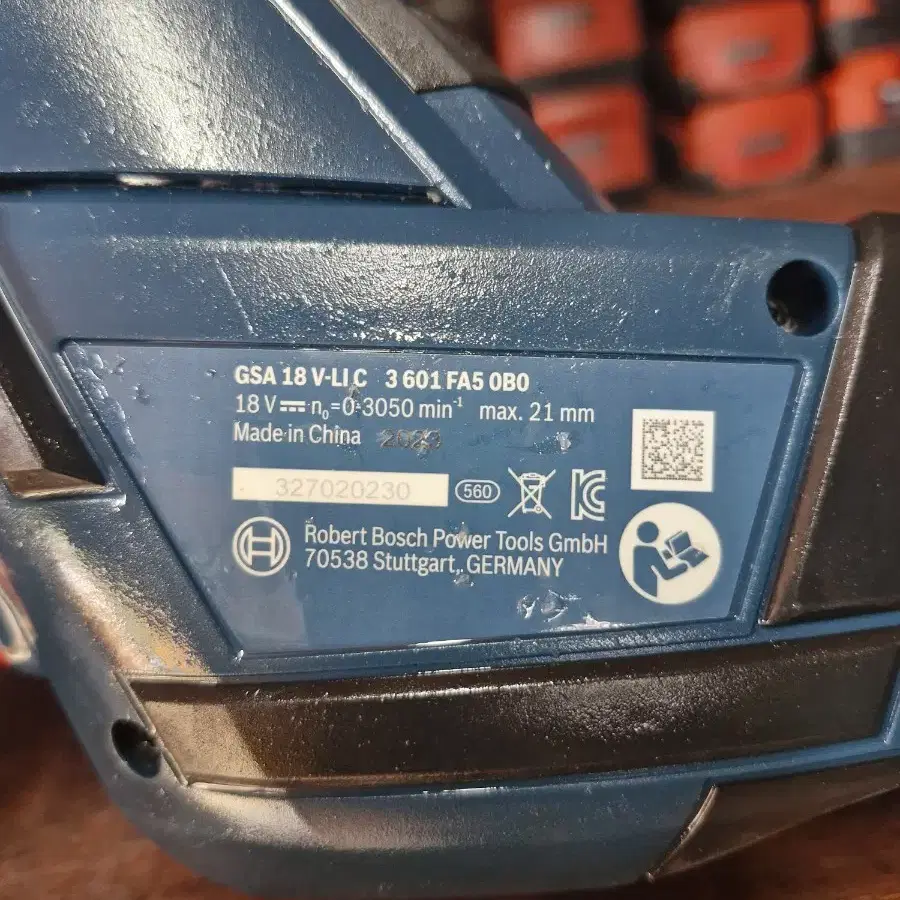 GSA 18 V-LI C 3 601 FA5 0B0
18 V⎓ n₀=0-3050 min⁻¹ max. 21 mm
Made in China
327020230
560
Robert Bosch Power Tools GmbH
70538 Stuttgart, GERMANY